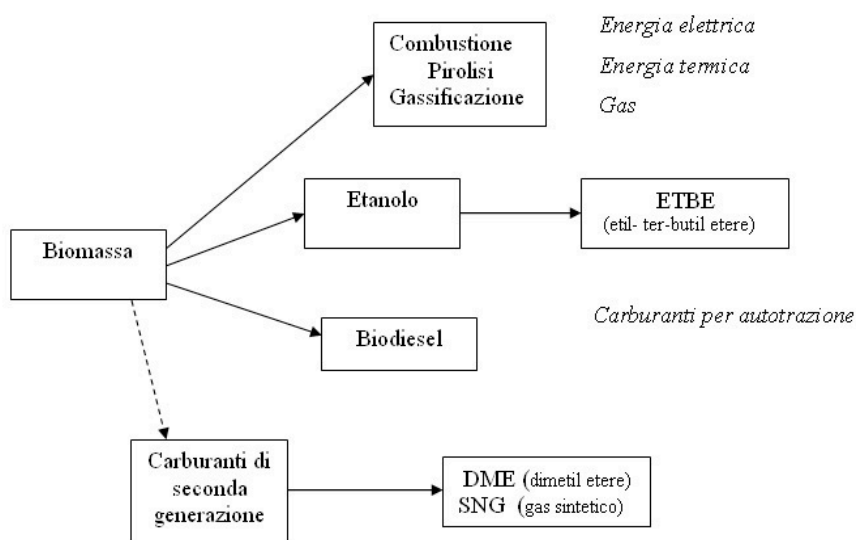 Combustione
Pirolisi
Gassificazione
Energia elettrica
Energia termica
Gas
Etanolo
ETBE
(etil- ter-butil etere)
Biomassa
Biodiesel
Carburanti per autotrazione
Carburanti di
seconda
generazione
DME (dimetil etere)
SNG (gas sintetico)